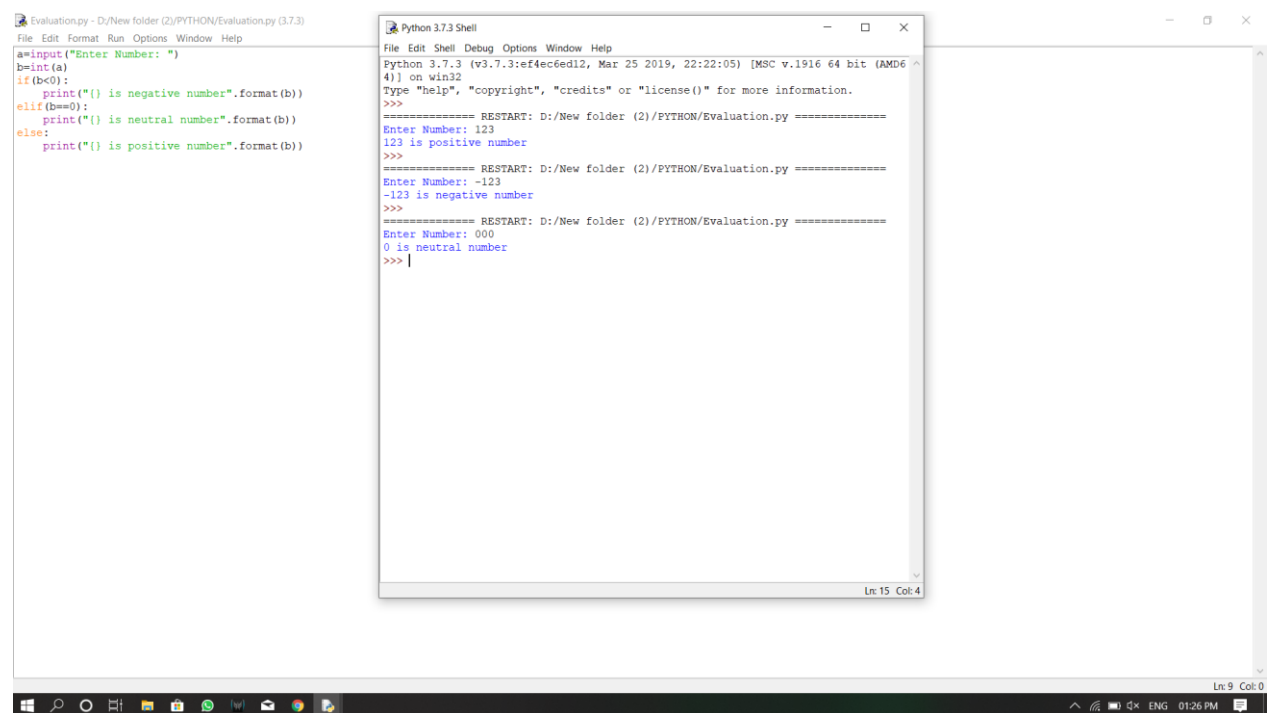 Evaluation.py - D:/New folder (2)/PYTHON/Evaluation.py (3.7.3)
File Edit Format Run Options Window Help
a=input("Enter Number: ")
b=int(a)
if(b<0):
    print("{} is negative number".format(b))
elif(b==0):
    print("{} is neutral number".format(b))
else:
    print("{} is positive number".format(b))
Python 3.7.3 Shell
File Edit Shell Debug Options Window Help
Python 3.7.3 (v3.7.3:ef4ec6ed12, Mar 25 2019, 22:22:05) [MSC v.1916 64 bit (AMD6
4)] on win32
Type "help", "copyright", "credits" or "license()" for more information.
>>>
============== RESTART: D:/New folder (2)/PYTHON/Evaluation.py ==============
Enter Number: 123
123 is positive number
>>>
============== RESTART: D:/New folder (2)/PYTHON/Evaluation.py ==============
Enter Number: -123
-123 is negative number
>>>
============== RESTART: D:/New folder (2)/PYTHON/Evaluation.py ==============
Enter Number: 000
0 is neutral number
>>>
Ln: 15 Col: 4
Ln: 9 Col: 0
ENG 01:26 PM